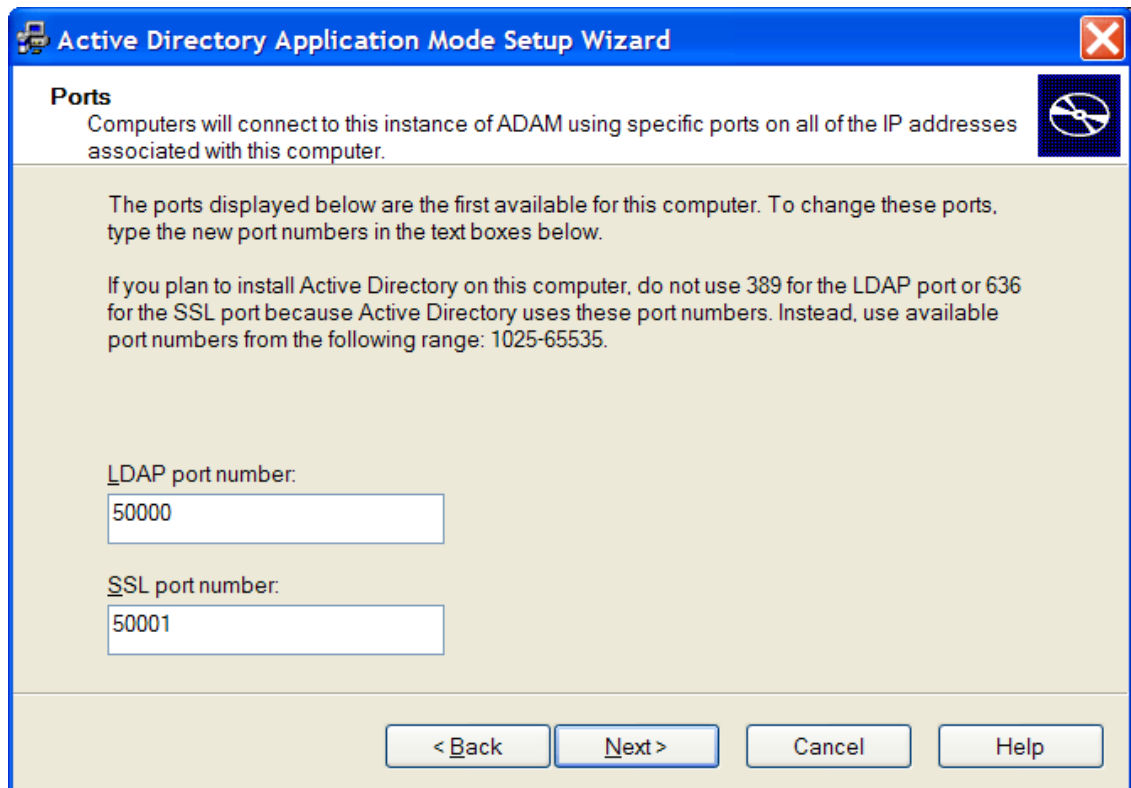 Active Directory Application Mode Setup Wizard
Ports
Computers will connect to this instance of ADAM using specific ports on all of the IP addresses
associated with this computer.
The ports displayed below are the first available for this computer. To change these ports,
type the new port numbers in the text boxes below.
If you plan to install Active Directory on this computer, do not use 389 for the LDAP port or 636
for the SSL port because Active Directory uses these port numbers. Instead, use available
port numbers from the following range: 1025-65535.
LDAP port number:
50000
SSL port number:
50001
< Back Next > Cancel Help